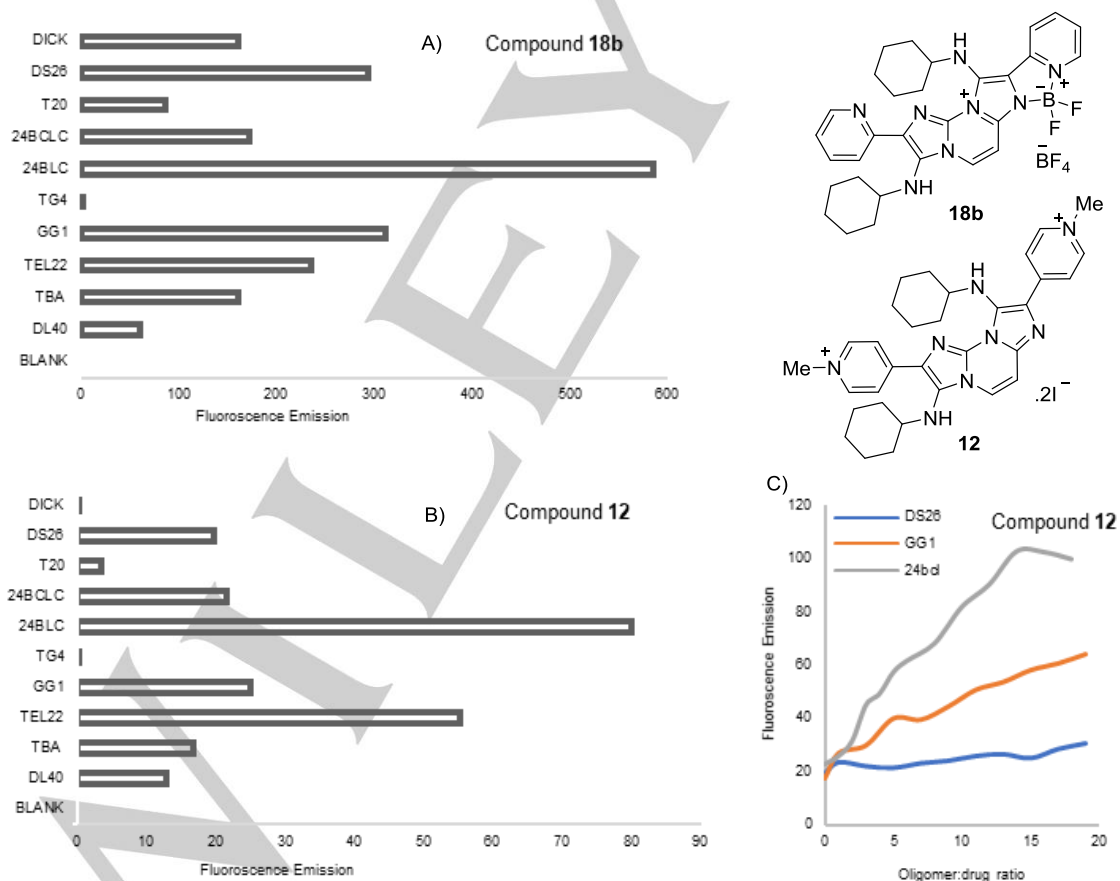 A)
Compound 18b
DICK
DS26
T20
24BCLC
24BLC
TG4
GG1
TEL22
TBA
DL40
BLANK
0 100 200 300 400 500 600
Fluoroscence Emission
B)
Compound 12
DICK
DS26
T20
24BCLC
24BLC
TG4
GG1
TEL22
TBA
DL40
BLANK
0 10 20 30 40 50 60 70 80 90
Fluoroscence Emission
H
N
N
+
B
−
F
F
N
+
N
N
N
N
NH
−
BF4
18b
Me
+
N
H
N
N
N
N
N
Me
N
+
NH
.2I−
12
C)
Compound 12
DS26
GG1
24bcl
120
100
80
60
40
20
0
Fluoroscence Emission
0 5 10 15 20
Oligomer:drug ratio
WILEY